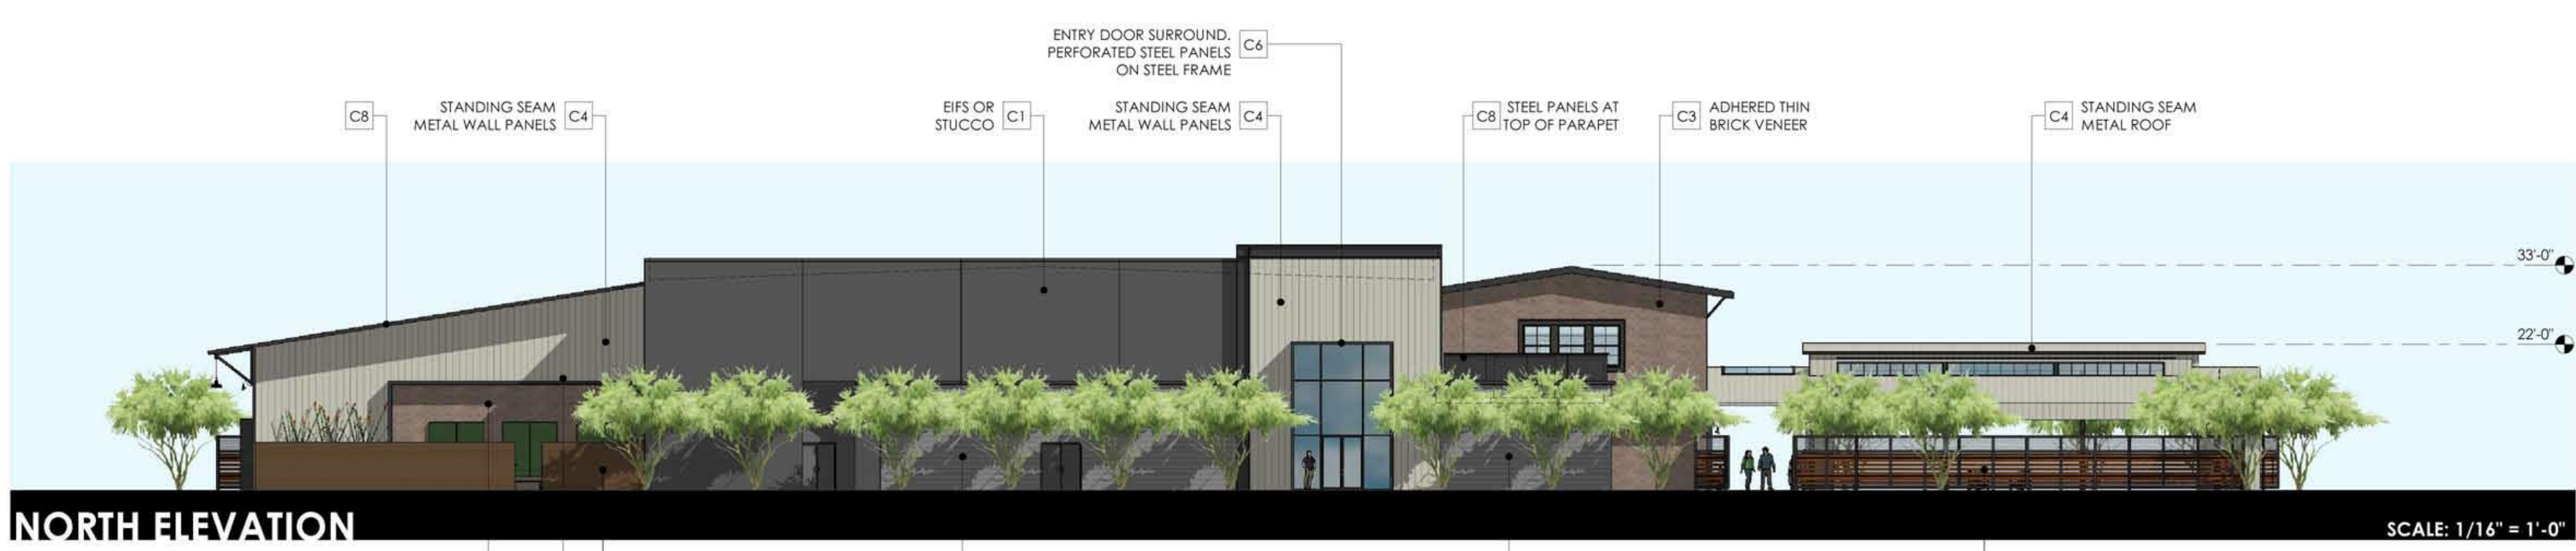 ENTRY DOOR SURROUND.
PERFORATED STEEL PANELS
ON STEEL FRAME
C6
C8
STANDING SEAM
METAL WALL PANELS
C4
EIFS OR
STUCCO
C1
STANDING SEAM
METAL WALL PANELS
C4
C8
STEEL PANELS AT
TOP OF PARAPET
C3
ADHERED THIN
BRICK VENEER
C4
STANDING SEAM
METAL ROOF
33'-0"
22'-0"
NORTH ELEVATION
SCALE: 1/16" = 1'-0"